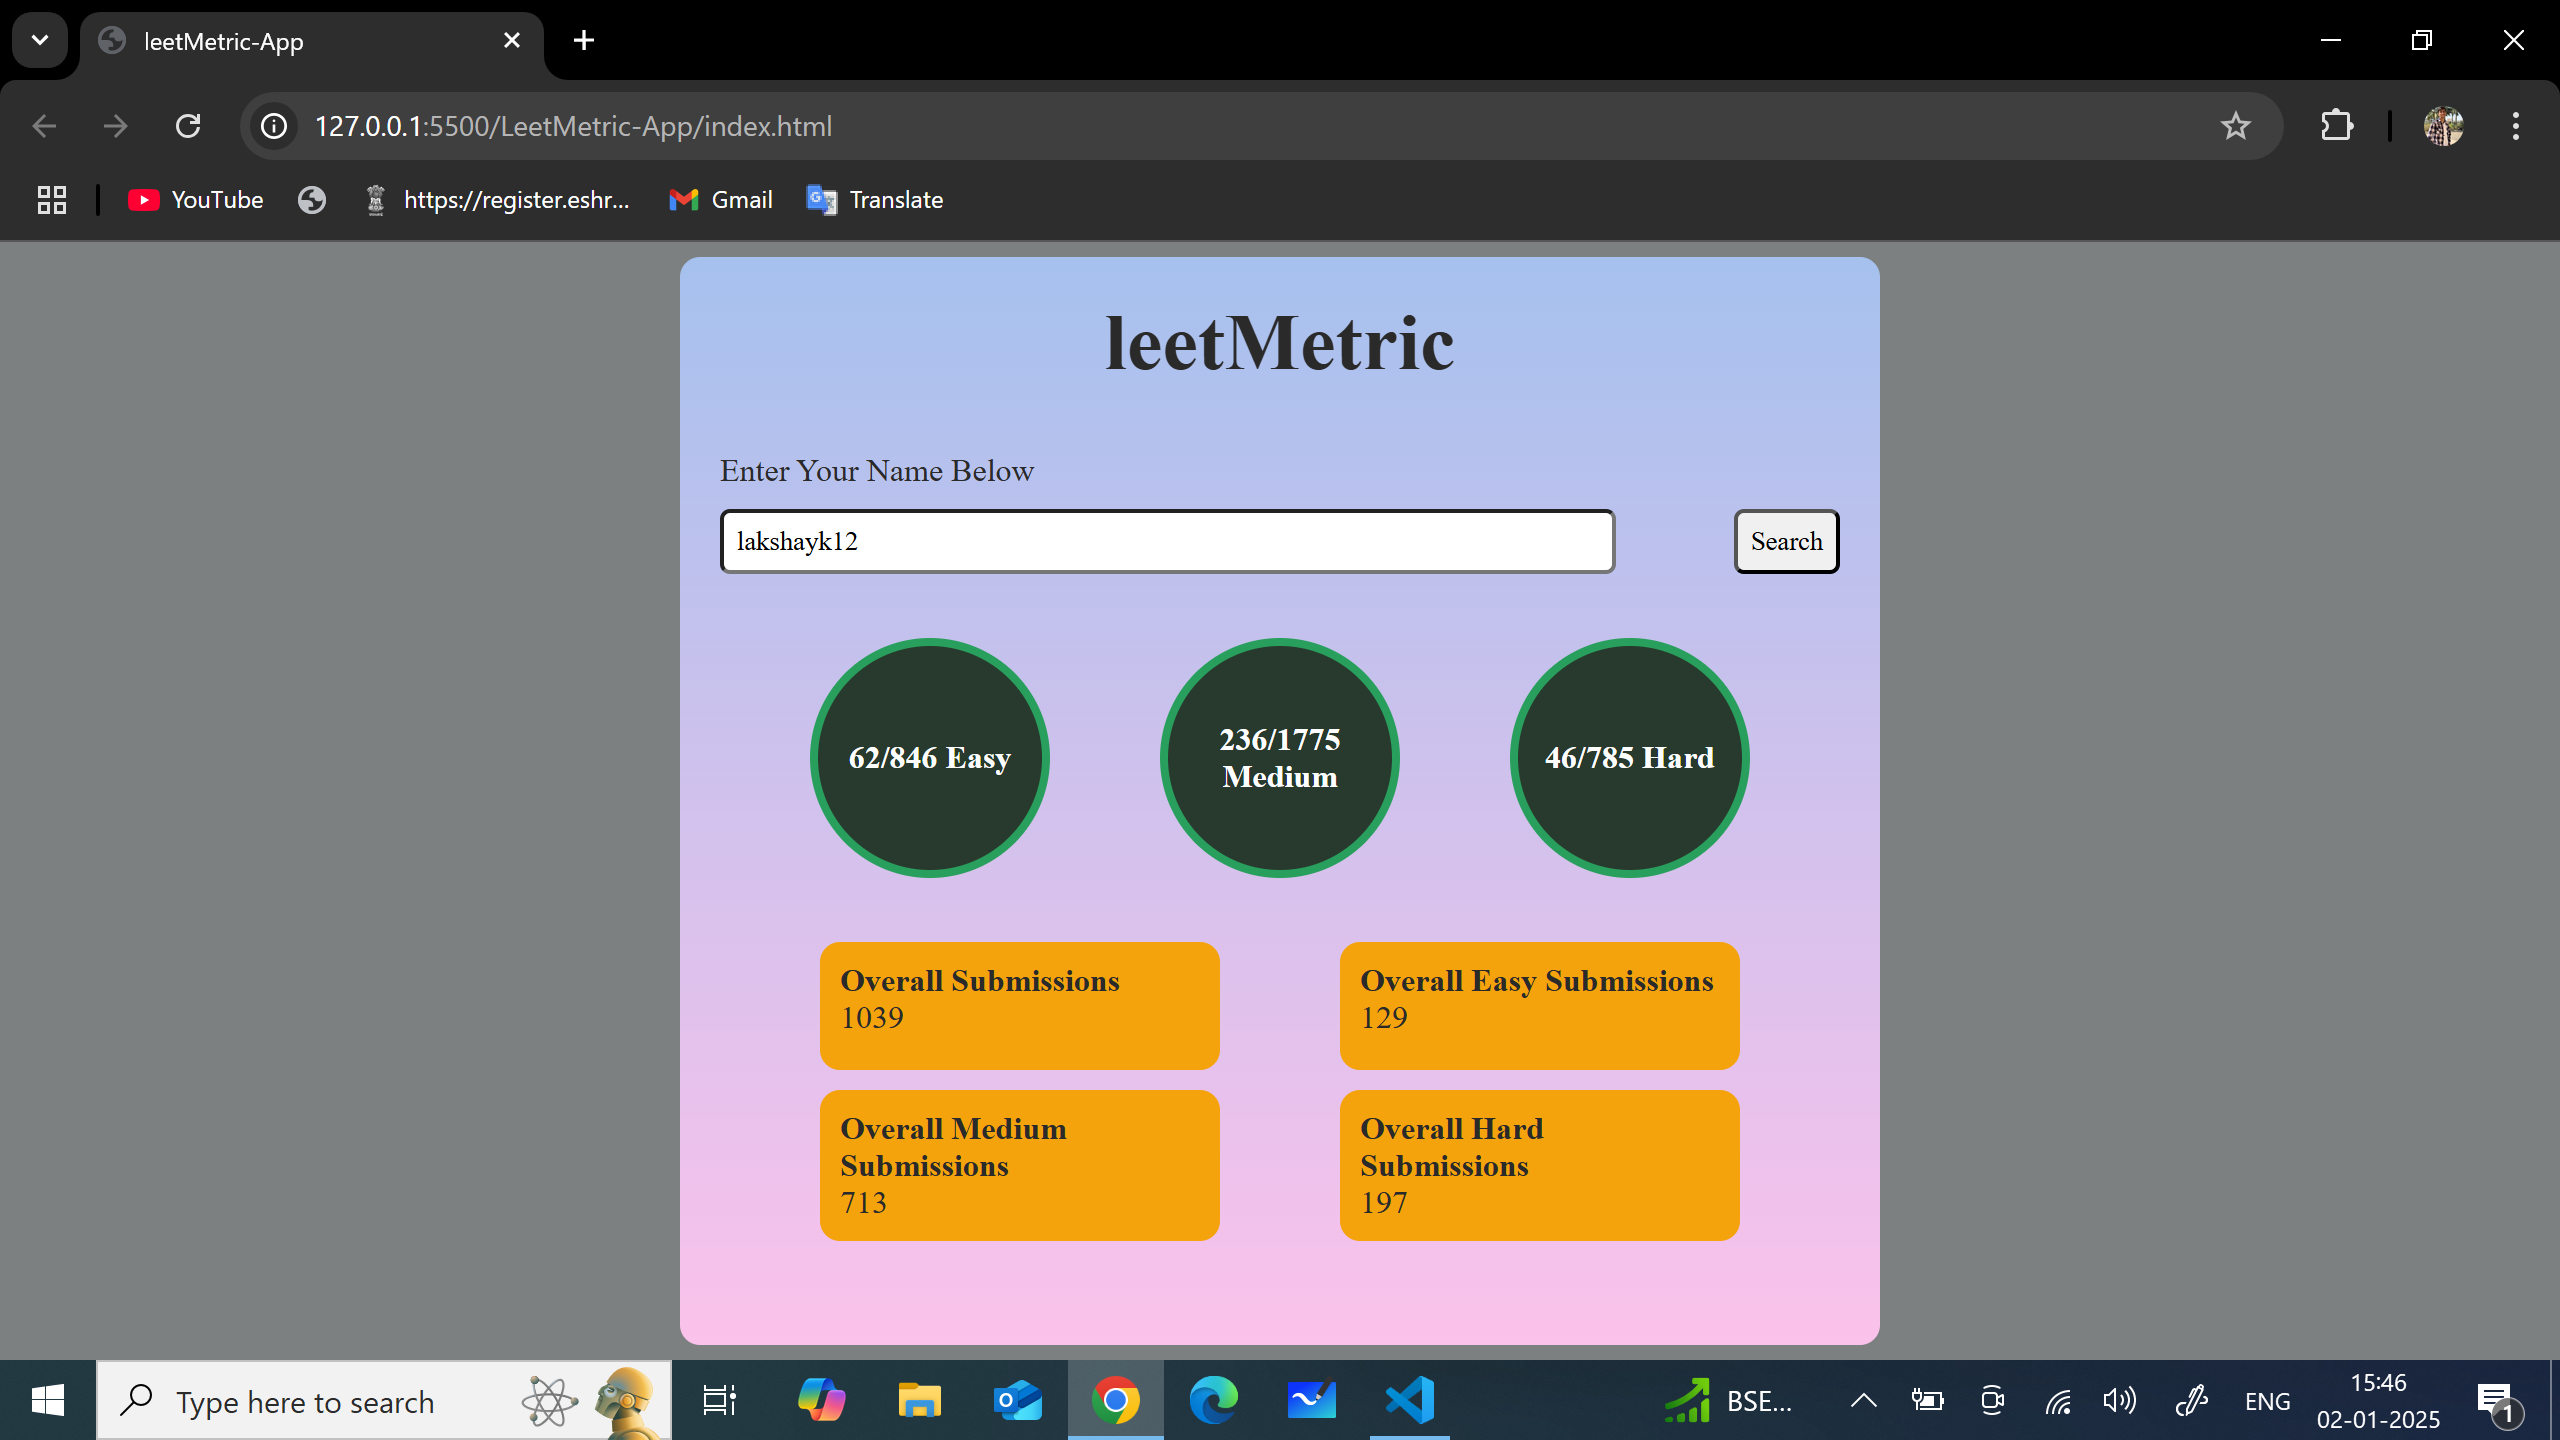 leetMetric-App
127.0.0.1:5500/LeetMetric-App/index.html
YouTube
https://register.eshr...
Gmail
Translate
leetMetric
Enter Your Name Below
lakshayk12
Search
62/846 Easy
236/1775
Medium
46/785 Hard
Overall Submissions
1039
Overall Easy Submissions
129
Overall Medium
Submissions
713
Overall Hard
Submissions
197
Type here to search
BSE...
ENG
15:46
02-01-2025
1